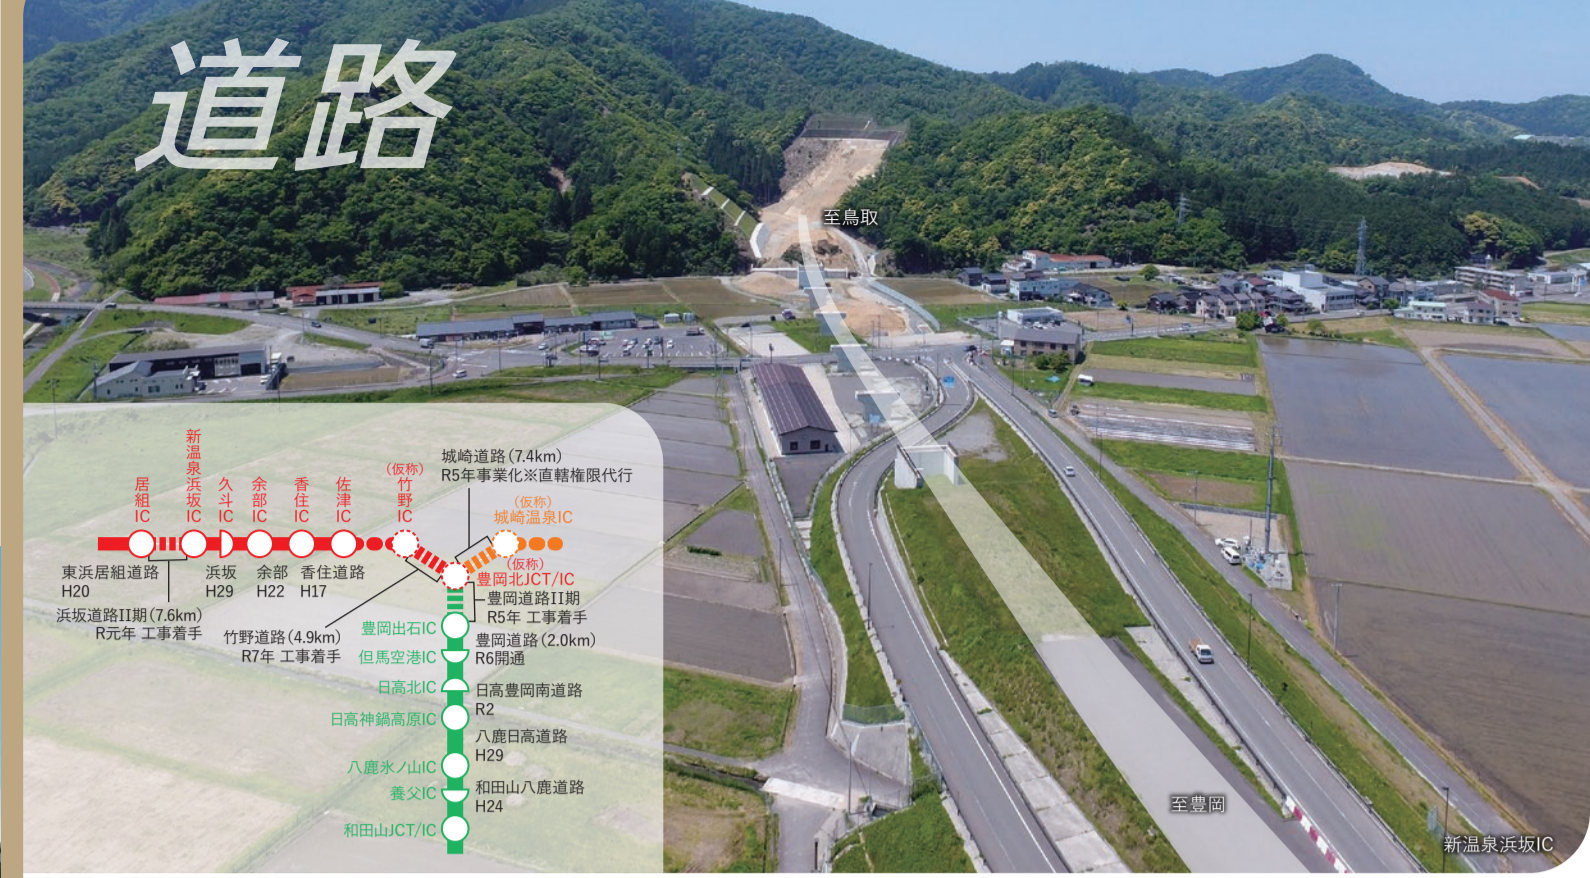 道路
至鳥取
至豊岡
新温泉浜坂IC
居組IC
新温泉浜坂IC
久斗IC
余部IC
香住IC
佐津IC
(仮称)
竹野IC
城崎道路(7.4km)
R5年事業化※直轄権限代行
(仮称)
城崎温泉IC
(仮称)
豊岡北JCT/IC
東浜居組道路
H20
浜坂
H29
余部
H22
香住道路
H17
浜坂道路II期(7.6km)
R元年 工事着手
竹野道路(4.9km)
R7年 工事着手
豊岡道路II期
R5年 工事着手
豊岡出石IC
豊岡道路(2.0km)
R6開通
但馬空港IC
日高北IC
日高豊岡南道路
R2
日高神鍋高原IC
八鹿日高道路
H29
八鹿氷ノ山IC
養父IC
和田山八鹿道路
H24
和田山JCT/IC